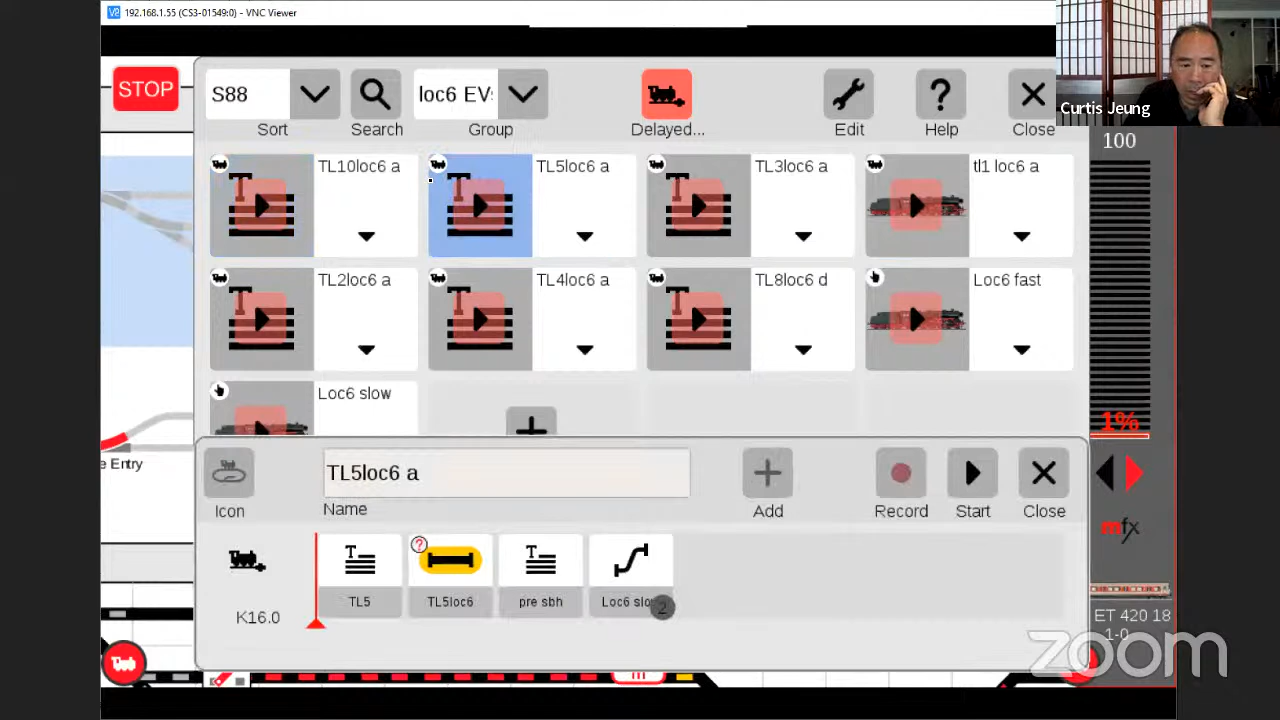 192.168.1.55 (CS3-01549:0) - VNC Viewer
STOP
S88
Sort
Search
loc6 EV
Group
Delayed...
Edit
?
Help
Close
Curtis Jeung
100
TL10loc6 a
TL5loc6 a
TL3loc6 a
tl1 loc6 a
TL2loc6 a
TL4loc6 a
TL8loc6 d
Loc6 fast
Loc6 slow
1%
e Entry
Icon
TL5loc6 a
Name
Add
Record
Start
Close
mfx
K16.0
T
TL5
?
TL5loc6
T
pre sbh
Loc6 slo
2
ET 420 18
1-0
zoom